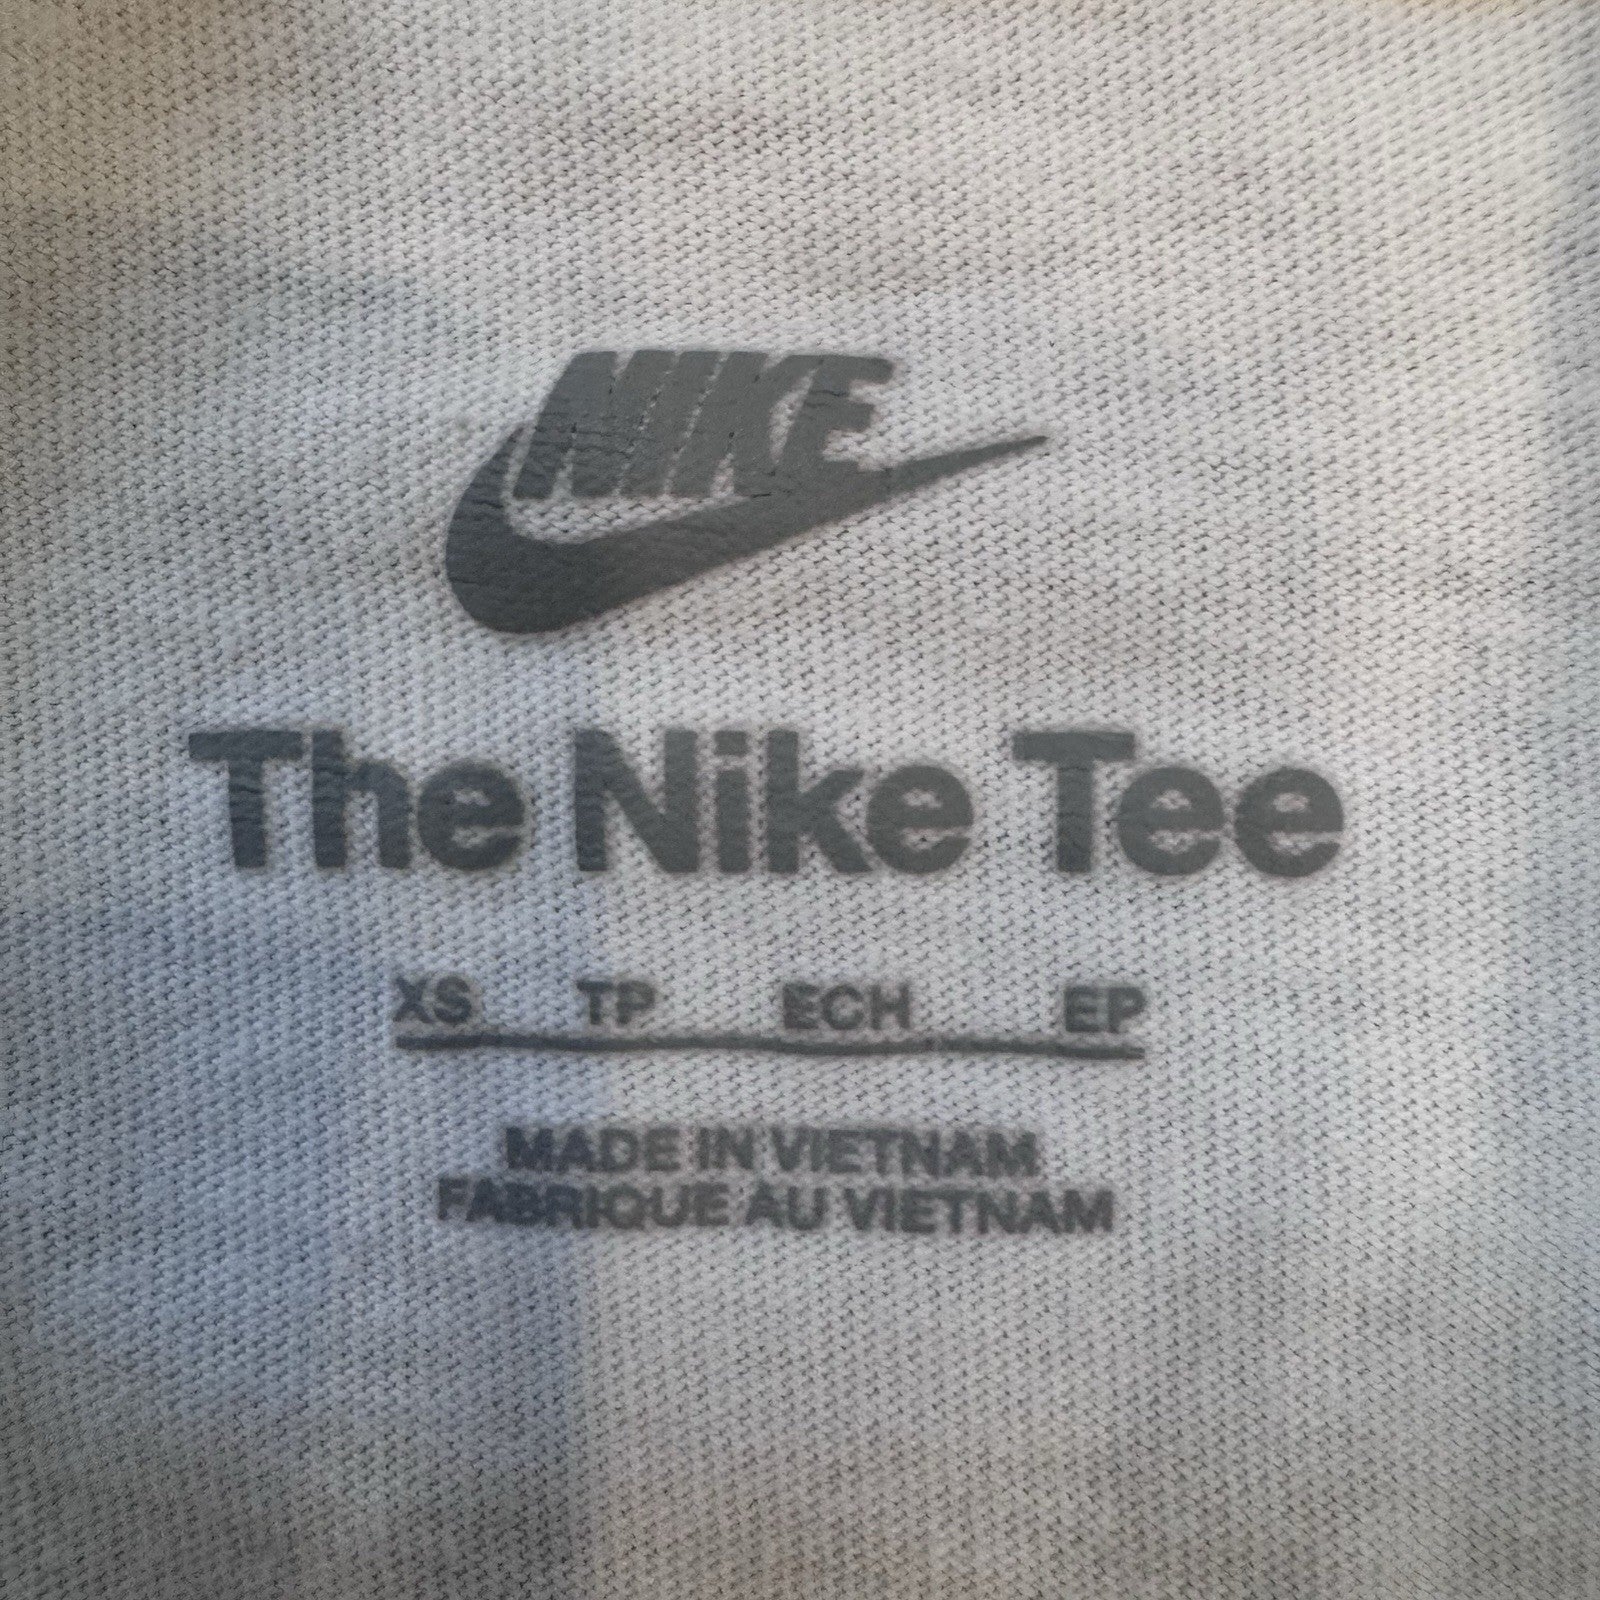 NIKE
The Nike Tee
XS TP ECH EP
MADE IN VIETNAM
FABRIQUE AU VIETNAM